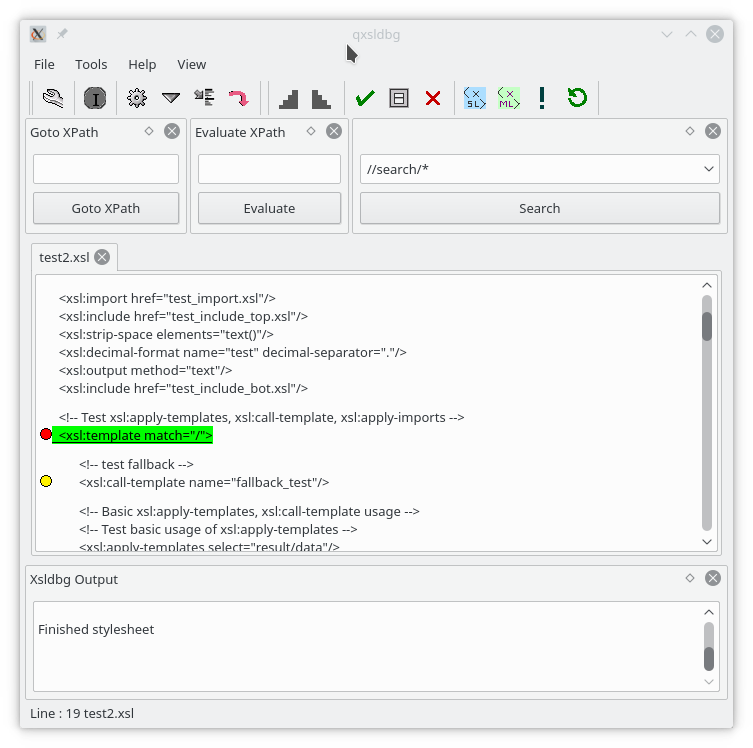 qxsldbg
File Tools Help View
Goto XPath
Evaluate XPath
//search/*
Goto XPath
Evaluate
Search
test2.xsl
<xsl:import href="test_import.xsl"/>
<xsl:include href="test_include_top.xsl"/>
<xsl:strip-space elements="text()"/>
<xsl:decimal-format name="test" decimal-separator="."/>
<xsl:output method="text"/>
<xsl:include href="test_include_bot.xsl"/>
<!-- Test xsl:apply-templates, xsl:call-template, xsl:apply-imports -->
<xsl:template match="/">
<!-- test fallback -->
<xsl:call-template name="fallback_test"/>
<!-- Basic xsl:apply-templates, xsl:call-template usage -->
<!-- Test basic usage of xsl:apply-templates -->
<xsl:apply-templates select="result/data"/>
Xsldbg Output
Finished stylesheet
Line : 19 test2.xsl